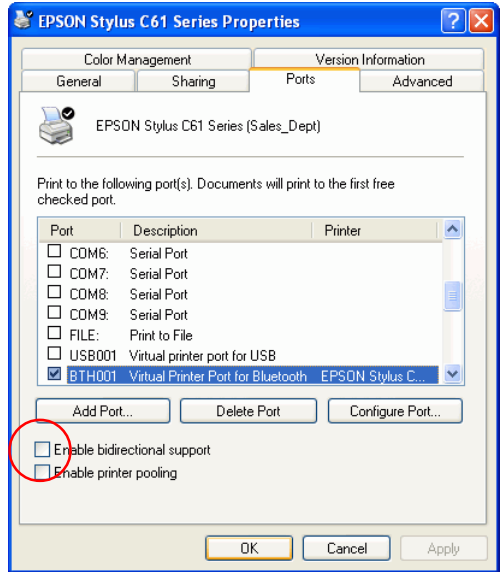 EPSON Stylus C61 Series Properties
Color Management Version Information
General Sharing Ports Advanced
EPSON Stylus C61 Series (Sales_Dept)
Print to the following port(s). Documents will print to the first free
checked port.
Port Description Printer
COM6: Serial Port
COM7: Serial Port
COM8: Serial Port
COM9: Serial Port
FILE: Print to File
USB001 Virtual printer port for USB
BTH001 Virtual Printer Port for Bluetooth EPSON Stylus C...
Add Port... Delete Port Configure Port...
Enable bidirectional support
Enable printer pooling
OK Cancel Apply